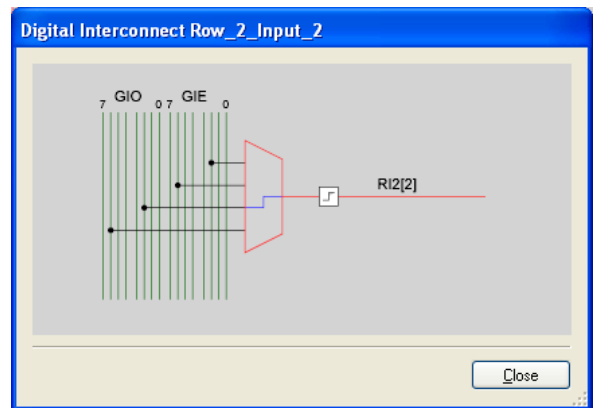 Digital Interconnect Row_2_Input_2
7 GIO 0 7 GIE 0
RI2[2]
Close